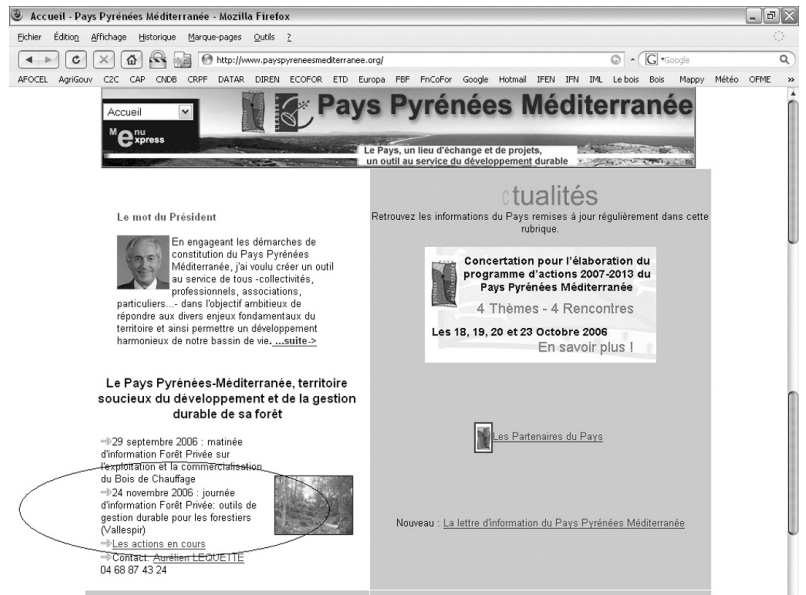 Accueil - Pays Pyrénées Méditerranée - Mozilla Firefox
Fichier Édition Affichage Historique Marque-pages Outils ?
http://www.payspyreneesmediterranee.org/
Google
AFOCEL AgriGouv C2C CAP CNDB CRPF DATAR DIREN ECOFOR ETD Europa FBF FnCoFor Google Hotmail IFEN IFN IML Le bois Bois Mappy Météo OFME »
Accueil
Menu Express
Pays Pyrénées Méditerranée
Le Pays, un lieu d'échange et de projets,
un outil au service du développement durable
Le mot du Président
En engageant les démarches de
constitution du Pays Pyrénées
Méditerranée, j'ai voulu créer un outil
au service de tous -collectivités,
professionnels, associations,
particuliers...- dans l'objectif ambitieux de
répondre aux divers enjeux fondamentaux du
territoire et ainsi permettre un développement
harmonieux de notre bassin de vie. ...suite->
Le Pays Pyrénées-Méditerranée, territoire
soucieux du développement et de la gestion
durable de sa forêt
29 septembre 2006 : matinée
d'information Forêt Privée sur
l'exploitation et la commercialisation
du Bois de Chauffage
24 novembre 2006 : journée
d'information Forêt Privée: outils de
gestion durable pour les forestiers
(Vallespir)
Les actions en cours
Contact: Aurélien LEQUETTE
04 68 87 43 24
ctualités
Retrouvez les informations du Pays remises à jour régulièrement dans cette
rubrique.
Concertation pour l'élaboration du
programme d'actions 2007-2013 du
Pays Pyrénées Méditerranée
4 Thèmes - 4 Rencontres
Les 18, 19, 20 et 23 Octobre 2006
En savoir plus !
Les Partenaires du Pays
Nouveau : La lettre d'information du Pays Pyrénées Méditerranée